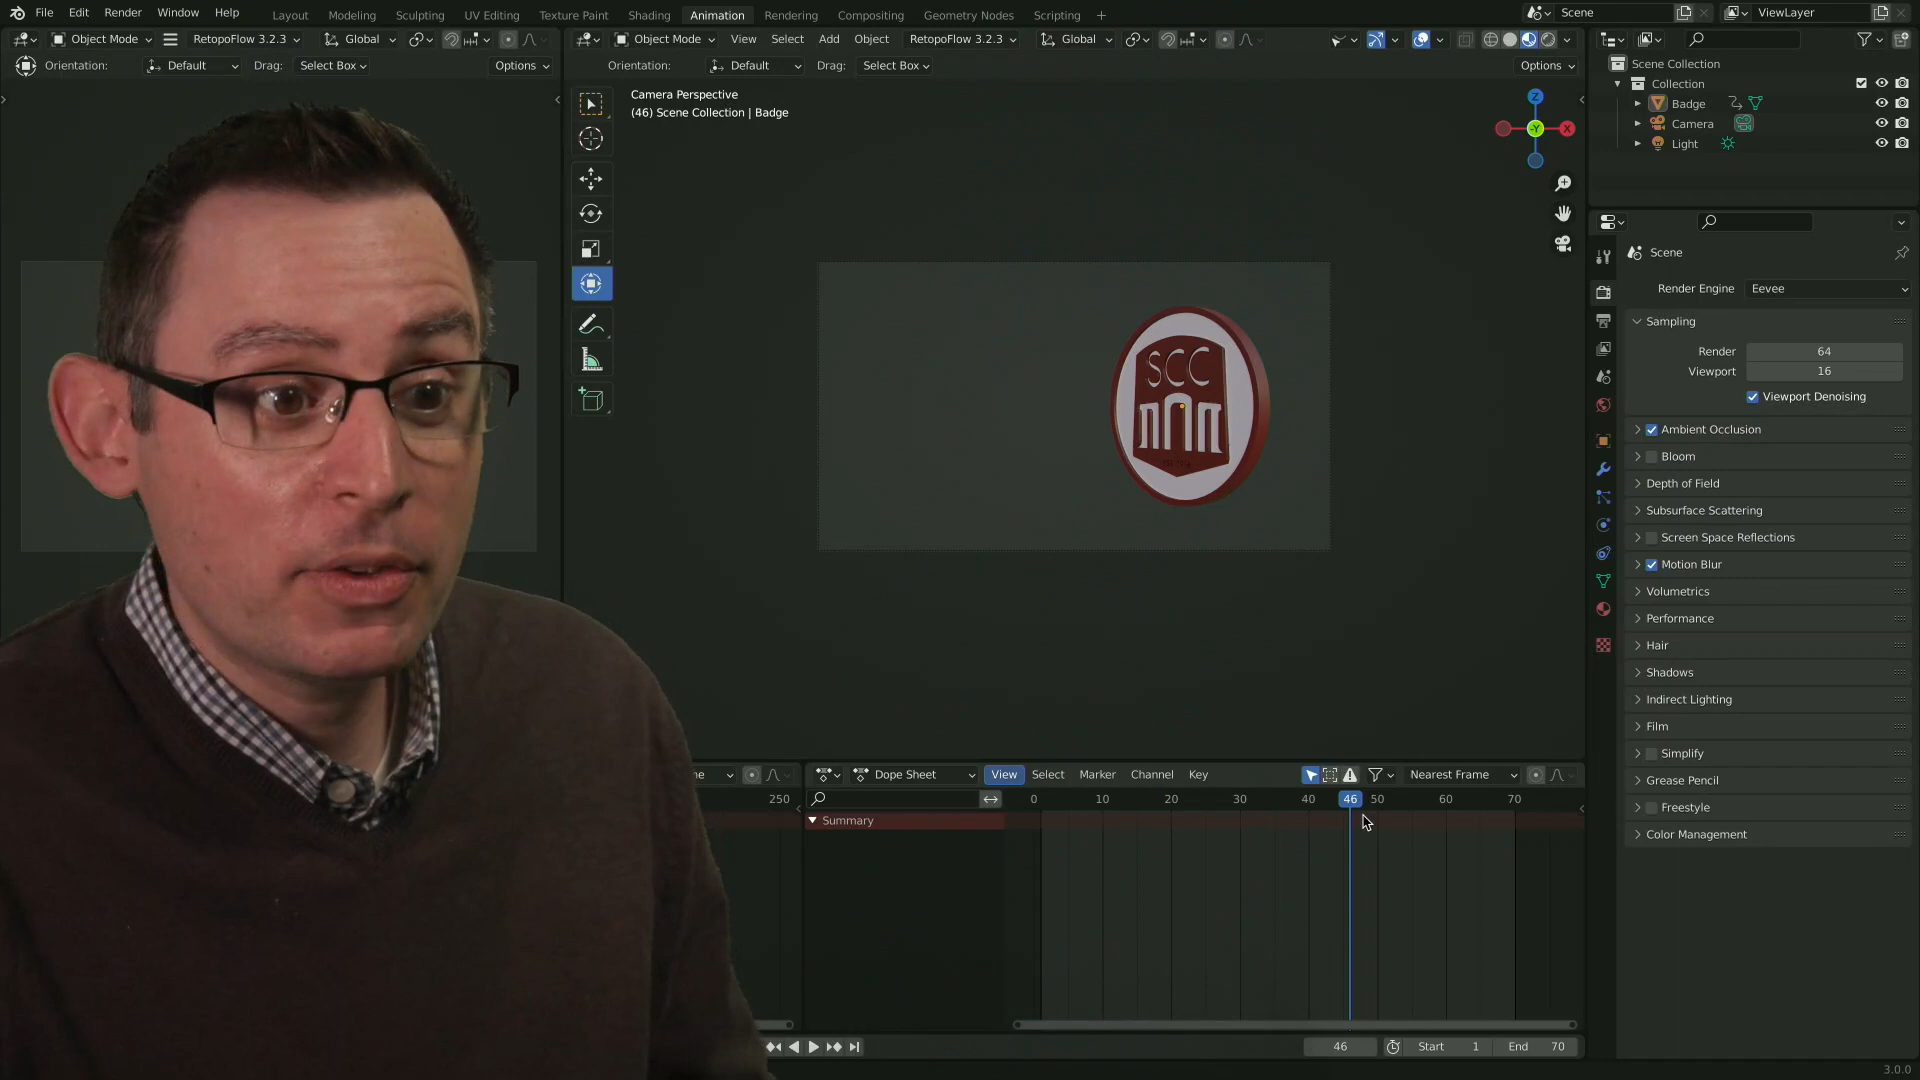 File Edit Render Window Help
Layout Modeling Sculpting UV Editing Texture Paint Shading Animation Rendering Compositing Geometry Nodes Scripting
Scene
ViewLayer
Object Mode RetopoFlow 3.2.3 Global
Object Mode View Select Add Object RetopoFlow 3.2.3 Global
Orientation: Default Drag: Select Box Options
Orientation: Default Drag: Select Box Options
Camera Perspective
(46) Scene Collection | Badge
Z
X
-Y
SCC
Scene Collection
Collection
Badge
Camera
Light
Scene
Render Engine Eevee
Sampling
Render 64
Viewport 16
Viewport Denoising
Ambient Occlusion
Bloom
Depth of Field
Subsurface Scattering
Screen Space Reflections
Motion Blur
Volumetrics
Performance
Hair
Shadows
Indirect Lighting
Film
Simplify
Grease Pencil
Freestyle
Color Management
Dope Sheet View Select Marker Channel Key Nearest Frame
250
0 10 20 30 40 46 50 60 70
Summary
46 Start 1 End 70
3.0.0